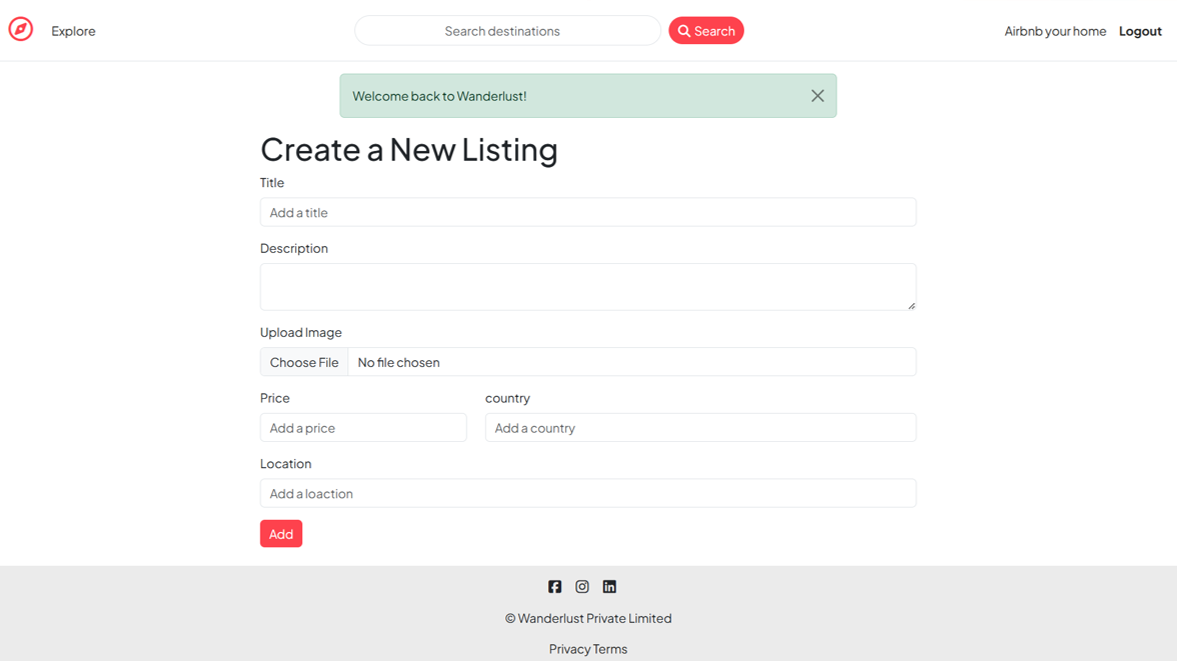 Explore
Search destinations
Search
Airbnb your home
Logout
Welcome back to Wanderlust!
Create a New Listing
Title
Add a title
Description
Upload Image
Choose File No file chosen
Price
country
Add a price
Add a country
Location
Add a loaction
Add
© Wanderlust Private Limited
Privacy Terms